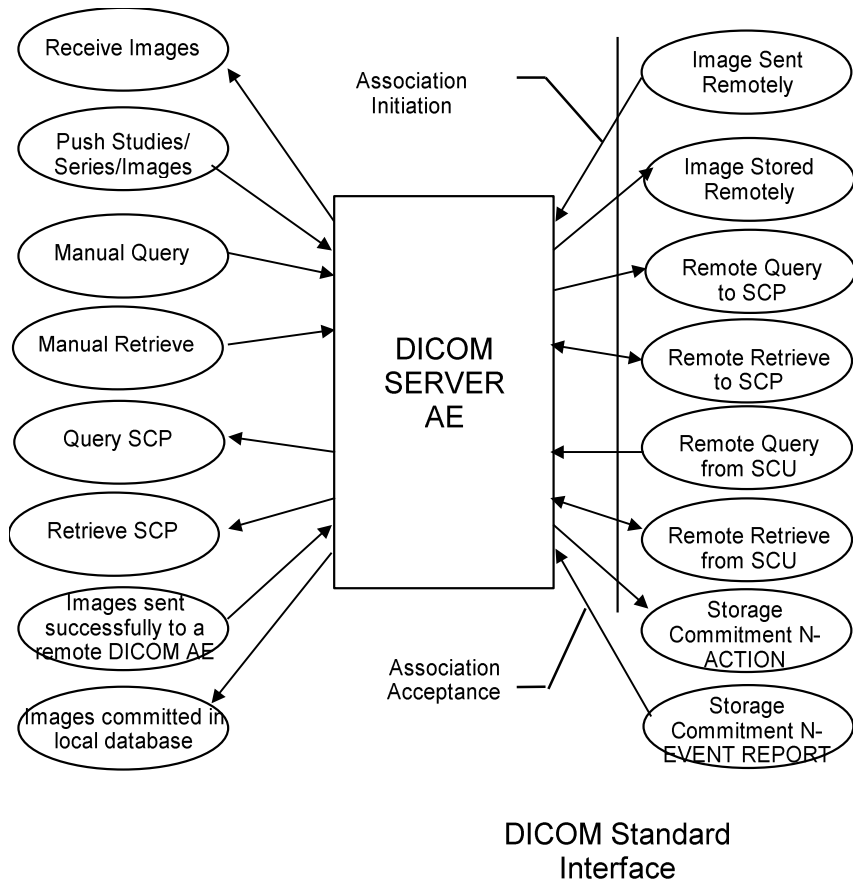 Receive Images
Push Studies/
Series/Images
Manual Query
Manual Retrieve
Query SCP
Retrieve SCP
Images sent
successfully to a
remote DICOM AE
Images committed in
local database
Association
Initiation
DICOM
SERVER
AE
Association
Acceptance
Image Sent
Remotely
Image Stored
Remotely
Remote Query
to SCP
Remote Retrieve
to SCP
Remote Query
from SCU
Remote Retrieve
from SCU
Storage
Commitment N-
ACTION
Storage
Commitment N-
EVENT REPORT
DICOM Standard
Interface